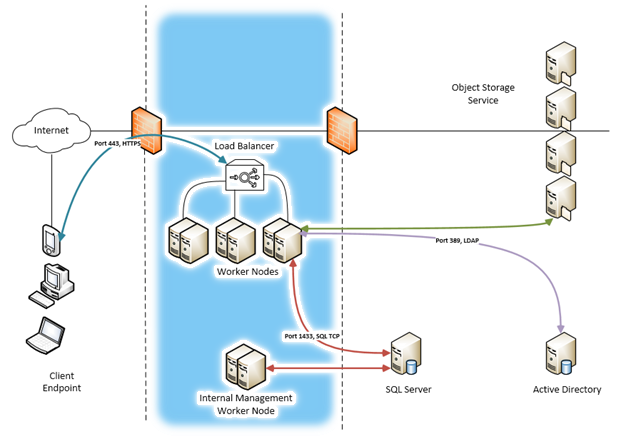 Object Storage
Service
Internet
Port 443, HTTPS
Load Balancer
Worker Nodes
Port 389, LDAP
Port 1433, SQL TCP
Client
Endpoint
Internal Management
Worker Node
SQL Server
Active Directory